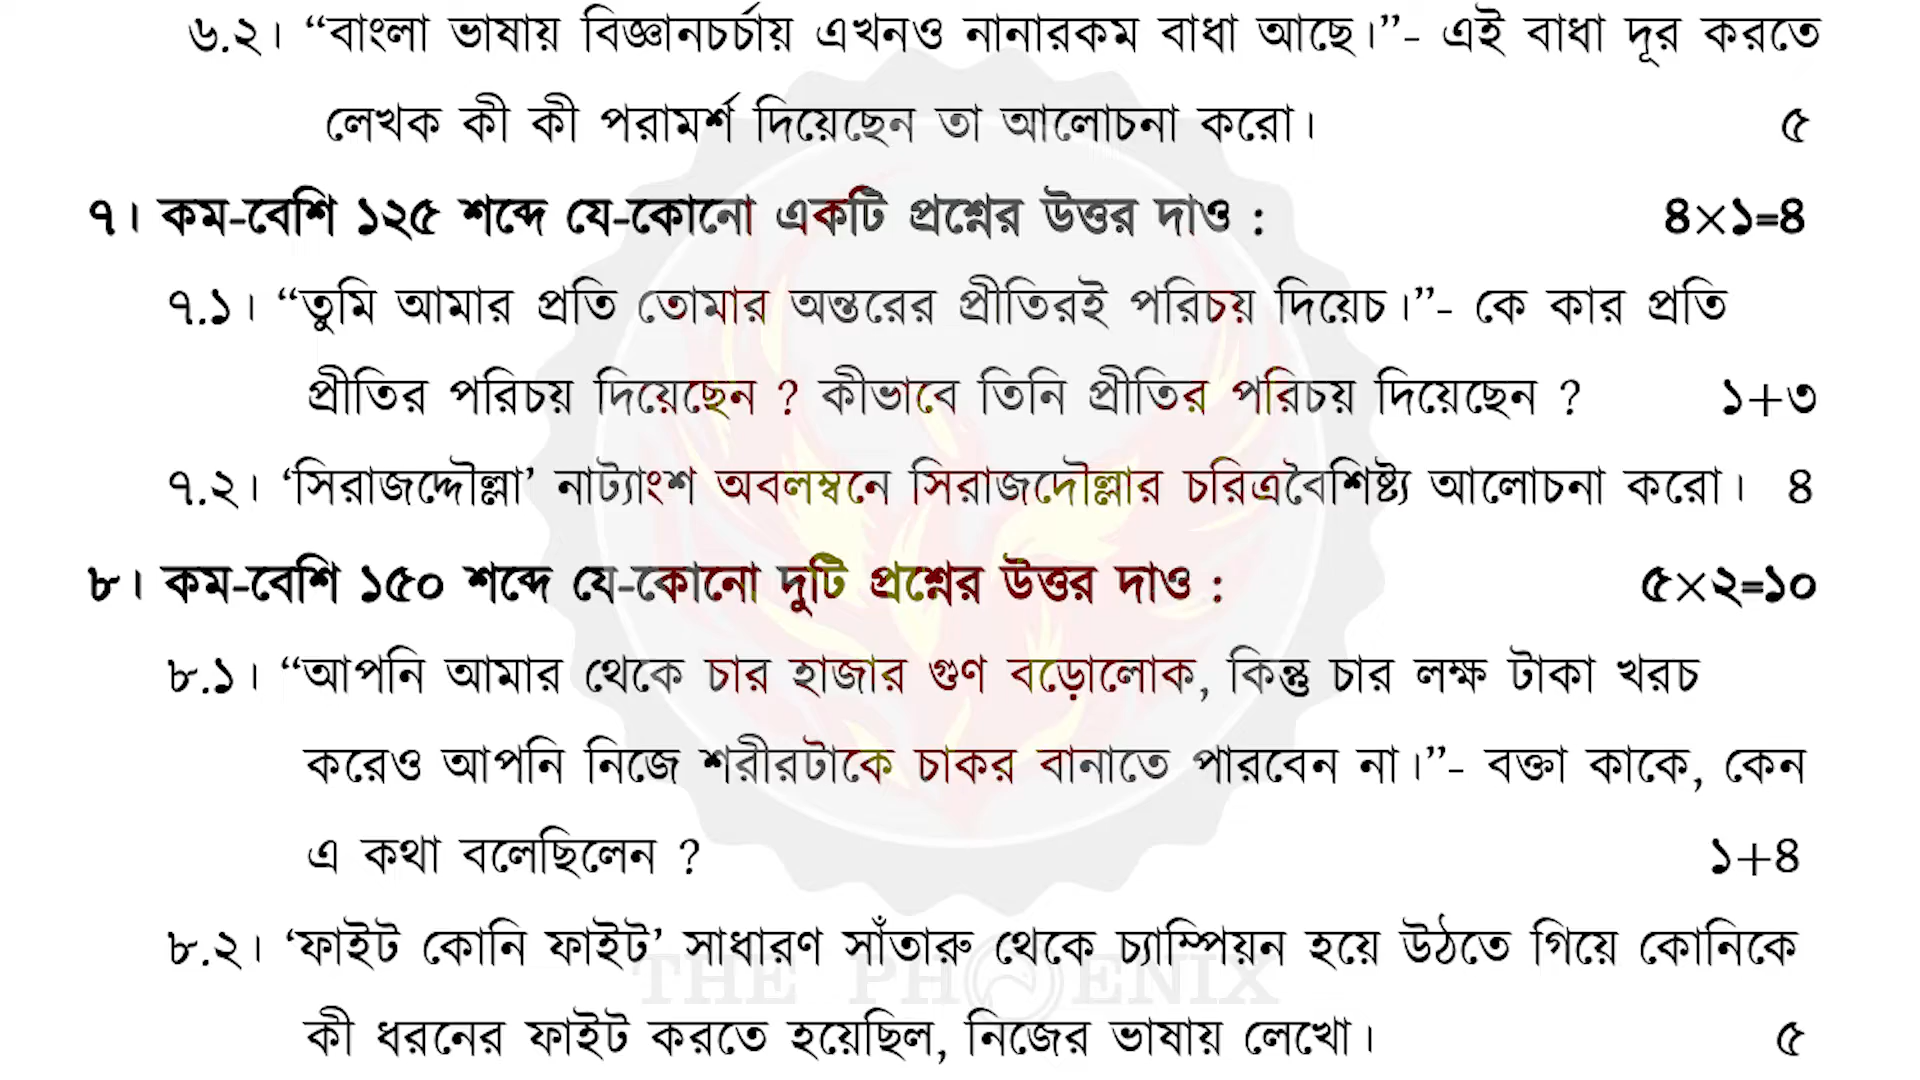 ৬.২। “বাংলা ভাষায় বিজ্ঞানচর্চায় এখনও নানারকম বাধা আছে।”- এই বাধা দূর করতে
লেখক কী কী পরামর্শ দিয়েছেন তা আলোচনা করো। ৫
৭। কম-বেশি ১২৫ শব্দে যে-কোনো একটি প্রশ্নের উত্তর দাও : ৪×১=৪
৭.১। “তুমি আমার প্রতি তোমার অন্তরের প্রীতিরই পরিচয় দিয়েচ।”- কে কার প্রতি
প্রীতির পরিচয় দিয়েছেন ? কীভাবে তিনি প্রীতির পরিচয় দিয়েছেন ? ১+৩
৭.২। ‘সিরাজদ্দৌল্লা’ নাট্যাংশ অবলম্বনে সিরাজদৌল্লার চরিত্রবৈশিষ্ট্য আলোচনা করো। ৪
৮। কম-বেশি ১৫০ শব্দে যে-কোনো দুটি প্রশ্নের উত্তর দাও : ৫×২=১০
৮.১। “আপনি আমার থেকে চার হাজার গুণ বড়োলোক, কিন্তু চার লক্ষ টাকা খরচ
করেও আপনি নিজে শরীরটাকে চাকর বানাতে পারবেন না।”- বক্তা কাকে, কেন
এ কথা বলেছিলেন ? ১+৪
৮.২। ‘ফাইট কোনি ফাইট’ সাধারণ সাঁতারু থেকে চ্যাম্পিয়ন হয়ে উঠতে গিয়ে কোনিকে
THE PHOENIX
কী ধরনের ফাইট করতে হয়েছিল, নিজের ভাষায় লেখো। ৫